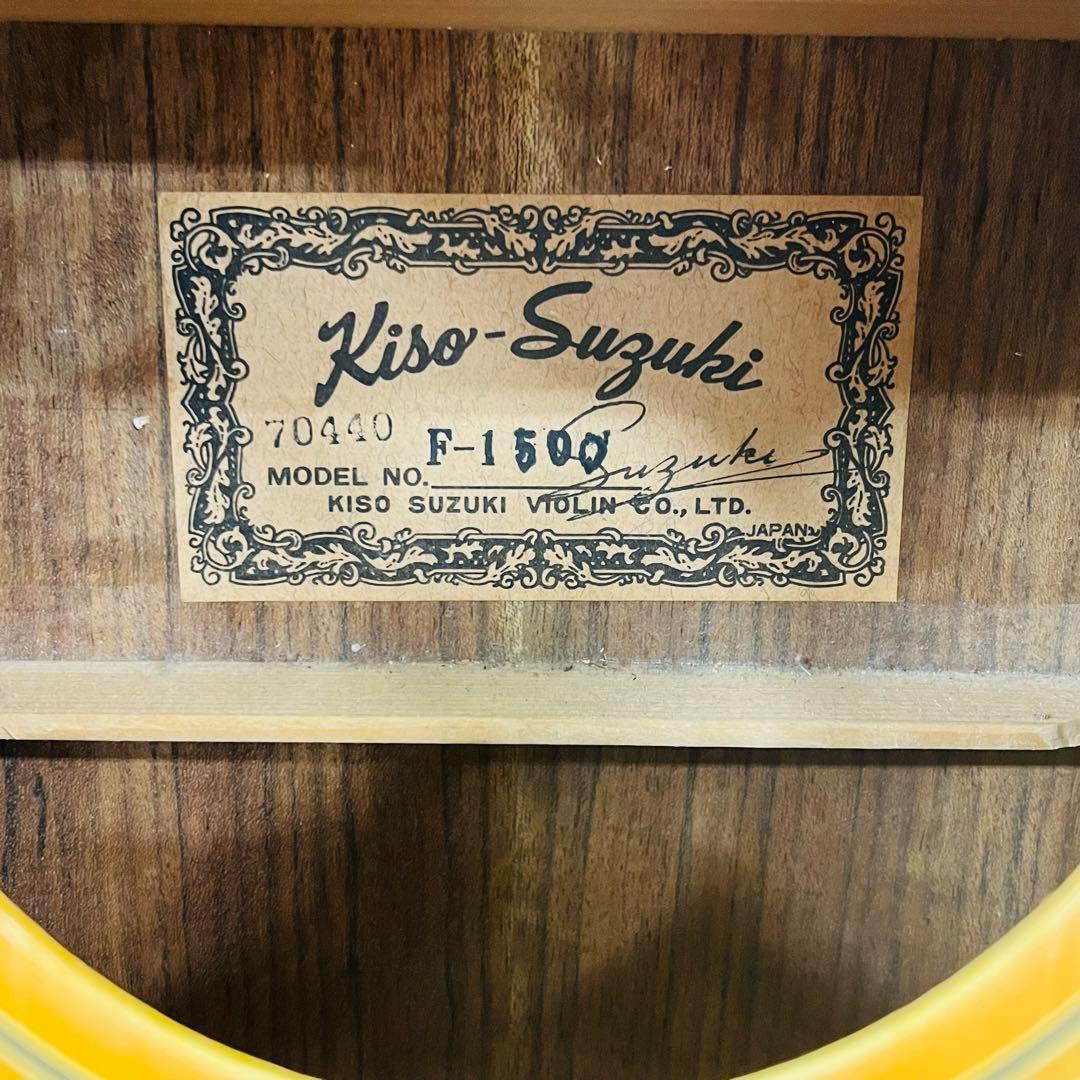 Kiso-Suzuki
70440
MODEL NO. F-1500 Suzuki
KISO SUZUKI VIOLIN CO., LTD.
JAPAN